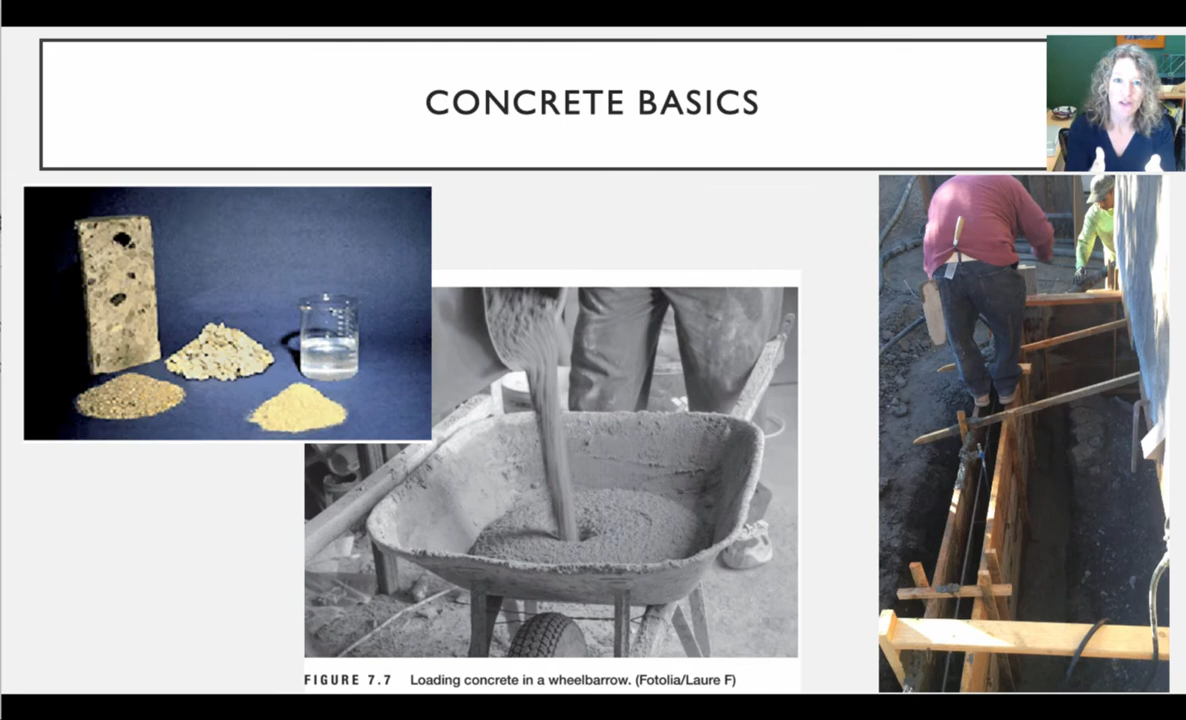 CONCRETE BASICS
FIGURE 7.7 Loading concrete in a wheelbarrow. (Fotolia/Laure F)